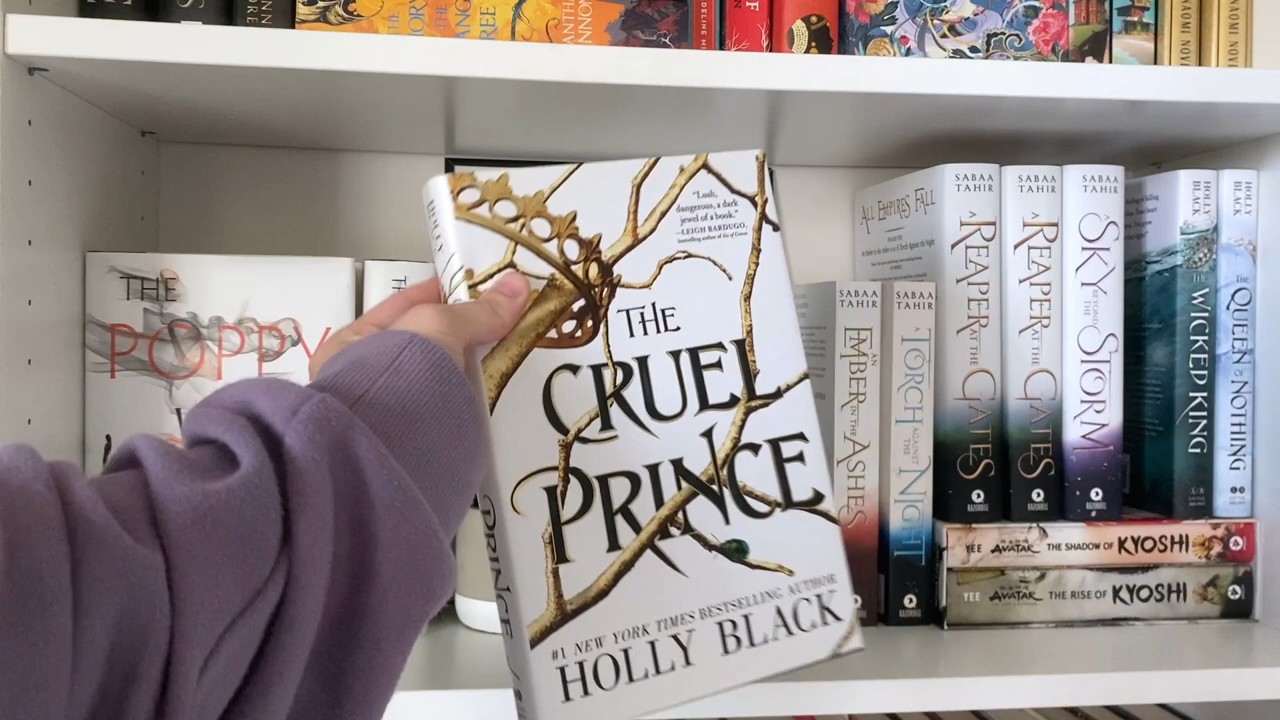 THE
POPPY
"Lush,
dangerous, a dark
jewel of a book."
—LEIGH BARDUGO,
THE
CRUEL
PRINCE
#1 NEW YORK TIMES BESTSELLING AUTHOR
HOLLY BLACK
PRINCE
ALL EMPIRES FALL
SABAA
TAHIR
AN
EMBER IN THE ASHES
SABAA
TAHIR
A TORCH AGAINST THE NIGHT
SABAA
TAHIR
A REAPER AT THE GATES
RAZORBILL
SABAA
TAHIR
A REAPER AT THE GATES
RAZORBILL
SABAA
TAHIR
A SKY BEYOND THE STORM
RAZORBILL
HOLLY
BLACK
THE WICKED KING
HOLLY
BLACK
THE QUEEN OF NOTHING
YEE AVATAR THE SHADOW OF KYOSHI
YEE AVATAR THE RISE OF KYOSHI